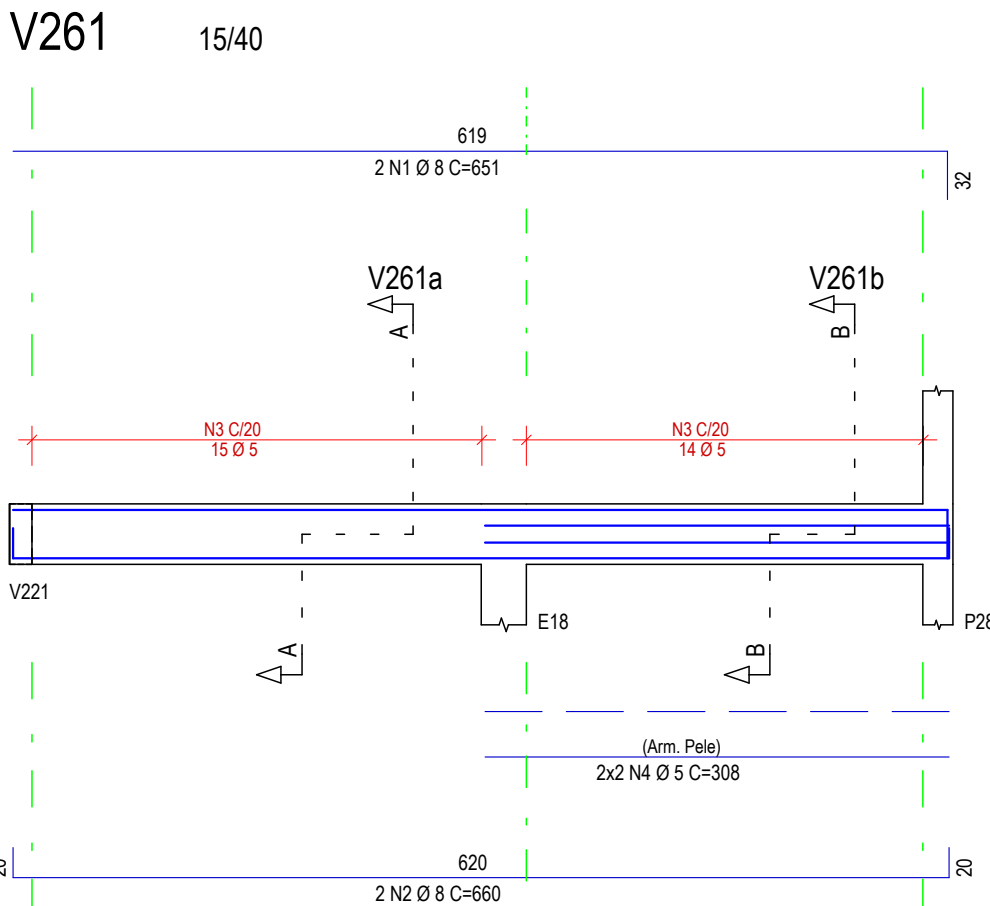 V261 15/40
619
2 N1 Ø 8 C=651
32
V261a
V261b
A
B
N3 C/20
15 Ø 5
N3 C/20
14 Ø 5
V221
E18
P28
A
B
(Arm. Pele)
2x2 N4 Ø 5 C=308
20
620
20
2 N2 Ø 8 C=660